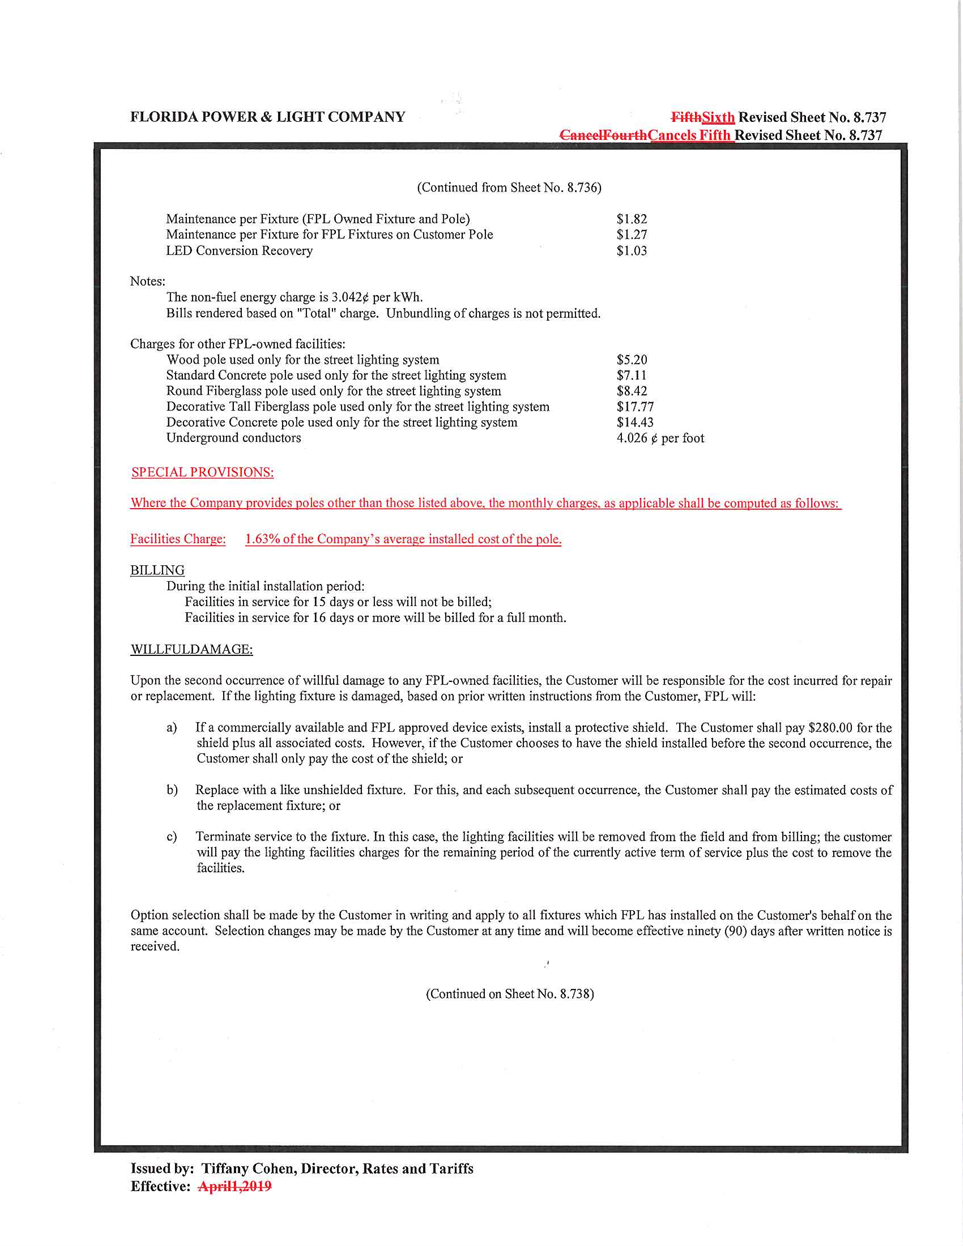 FLORIDA POWER & LIGHT COMPANY FifthSixth Revised Sheet No. 8.737
CancelFourthCancels Fifth Revised Sheet No. 8.737
(Continued from Sheet No. 8.736)
Maintenance per Fixture (FPL Owned Fixture and Pole) $1.82
Maintenance per Fixture for FPL Fixtures on Customer Pole $1.27
LED Conversion Recovery $1.03
Notes:
The non-fuel energy charge is 3.042¢ per kWh.
Bills rendered based on "Total" charge. Unbundling of charges is not permitted.
Charges for other FPL-owned facilities:
Wood pole used only for the street lighting system $5.20
Standard Concrete pole used only for the street lighting system $7.11
Round Fiberglass pole used only for the street lighting system $8.42
Decorative Tall Fiberglass pole used only for the street lighting system $17.77
Decorative Concrete pole used only for the street lighting system $14.43
Underground conductors 4.026 ¢ per foot
SPECIAL PROVISIONS:
Where the Company provides poles other than those listed above, the monthly charges, as applicable shall be computed as follows:
Facilities Charge: 1.63% of the Company's average installed cost of the pole.
BILLING
During the initial installation period:
Facilities in service for 15 days or less will not be billed;
Facilities in service for 16 days or more will be billed for a full month.
WILLFULDAMAGE:
Upon the second occurrence of willful damage to any FPL-owned facilities, the Customer will be responsible for the cost incurred for repair
or replacement. If the lighting fixture is damaged, based on prior written instructions from the Customer, FPL will:
a) If a commercially available and FPL approved device exists, install a protective shield. The Customer shall pay $280.00 for the
shield plus all associated costs. However, if the Customer chooses to have the shield installed before the second occurrence, the
Customer shall only pay the cost of the shield; or
b) Replace with a like unshielded fixture. For this, and each subsequent occurrence, the Customer shall pay the estimated costs of
the replacement fixture; or
c) Terminate service to the fixture. In this case, the lighting facilities will be removed from the field and from billing; the customer
will pay the lighting facilities charges for the remaining period of the currently active term of service plus the cost to remove the
facilities.
Option selection shall be made by the Customer in writing and apply to all fixtures which FPL has installed on the Customer's behalf on the
same account. Selection changes may be made by the Customer at any time and will become effective ninety (90) days after written notice is
received.
(Continued on Sheet No. 8.738)
Issued by: Tiffany Cohen, Director, Rates and Tariffs
Effective: April1,2019